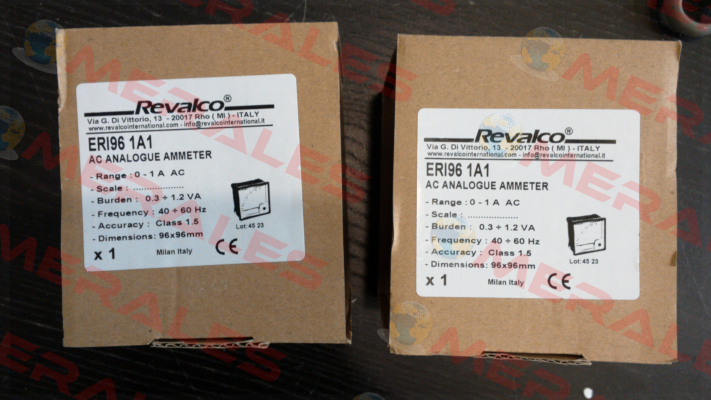 Revalco®
Via G. Di Vittorio, 13 - 20017 Rho ( MI ) - ITALY
www.revalcointernational.com - info@revalcointernational.it
ERI96 1A1
AC ANALOGUE AMMETER
- Range : 0 - 1 A AC
- Scale : ...................
- Burden : 0.3 ÷ 1.2 VA
- Frequency : 40 ÷ 60 Hz
- Accuracy : Class 1.5
- Dimensions: 96x96mm
Lot: 45 23
x 1 Milan Italy CE
Revalco®
Via G. Di Vittorio, 13 - 20017 Rho ( MI ) - ITALY
www.revalcointernational.com - info@revalcointernational.it
ERI96 1A1
AC ANALOGUE AMMETER
- Range : 0 - 1 A AC
- Scale : ...................
- Burden : 0.3 ÷ 1.2 VA
- Frequency : 40 ÷ 60 Hz
- Accuracy : Class 1.5
- Dimensions: 96x96mm
Lot: 45 23
x 1 Milan Italy CE
MERALES
MERALES
MERALES
MERALES